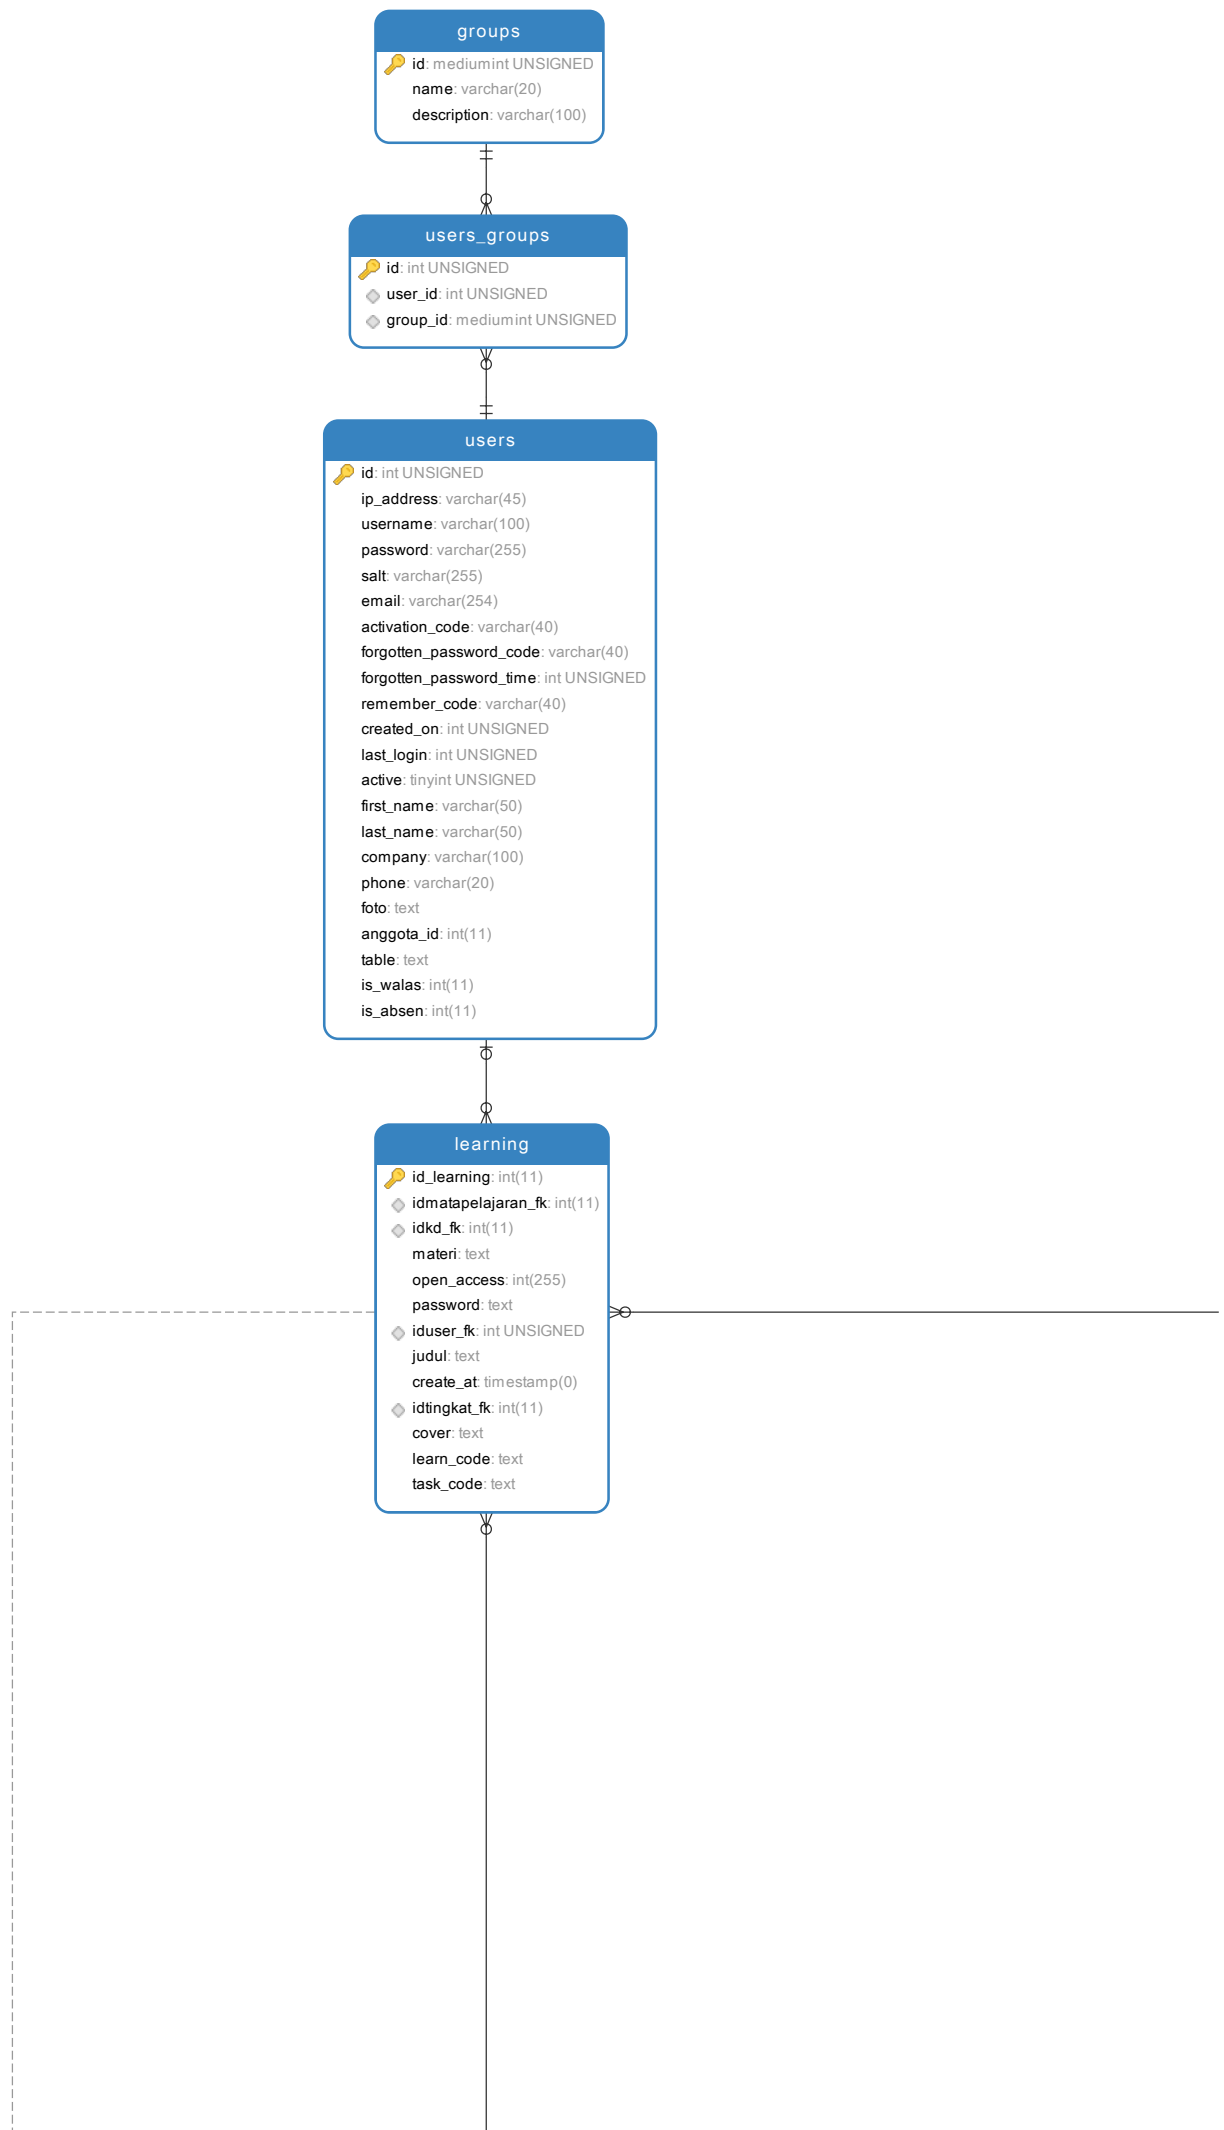 groups
id: mediumint UNSIGNED
name: varchar(20)
description: varchar(100)
users_groups
id: int UNSIGNED
user_id: int UNSIGNED
group_id: mediumint UNSIGNED
users
id: int UNSIGNED
ip_address: varchar(45)
username: varchar(100)
password: varchar(255)
salt: varchar(255)
email: varchar(254)
activation_code: varchar(40)
forgotten_password_code: varchar(40)
forgotten_password_time: int UNSIGNED
remember_code: varchar(40)
created_on: int UNSIGNED
last_login: int UNSIGNED
active: tinyint UNSIGNED
first_name: varchar(50)
last_name: varchar(50)
company: varchar(100)
phone: varchar(20)
foto: text
anggota_id: int(11)
table: text
is_walas: int(11)
is_absen: int(11)
learning
id_learning: int(11)
idmatapelajaran_fk: int(11)
idkd_fk: int(11)
materi: text
open_access: int(255)
password: text
iduser_fk: int UNSIGNED
judul: text
create_at: timestamp(0)
idtingkat_fk: int(11)
cover: text
learn_code: text
task_code: text